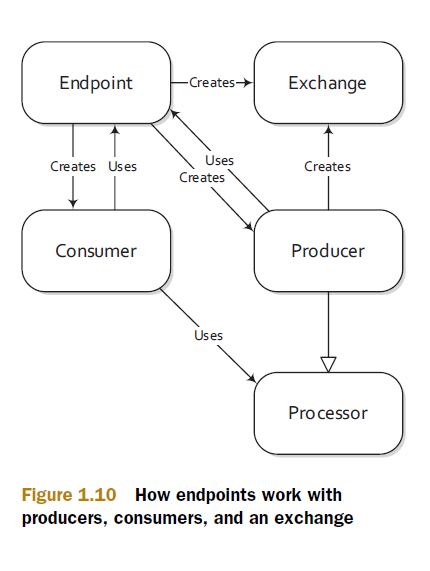 Endpoint
Creates
Exchange
Creates
Uses
Uses
Creates
Creates
Consumer
Producer
Uses
Processor
Figure 1.10 How endpoints work with
producers, consumers, and an exchange